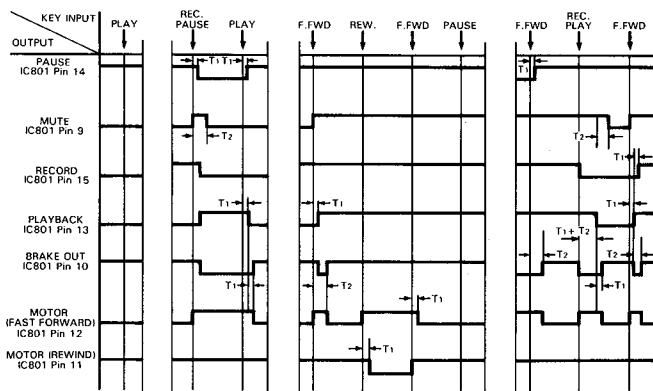 KEY INPUT
OUTPUT
PLAY
REC.
PAUSE
PLAY
F.FWD
REW.
F.FWD
PAUSE
F.FWD
REC.
PLAY
F.FWD
PAUSE
IC801 Pin 14
T1
T1
T1
MUTE
IC801 Pin 9
T2
T2
RECORD
IC801 Pin 15
T1
PLAYBACK
IC801 Pin 13
T1
T1
T1
BRAKE OUT
IC801 Pin 10
T1
T2
T1 + T2
T2
T2
T1
MOTOR
(FAST FORWARD)
IC801 Pin 12
T1
MOTOR (REWIND)
IC801 Pin 11
T1